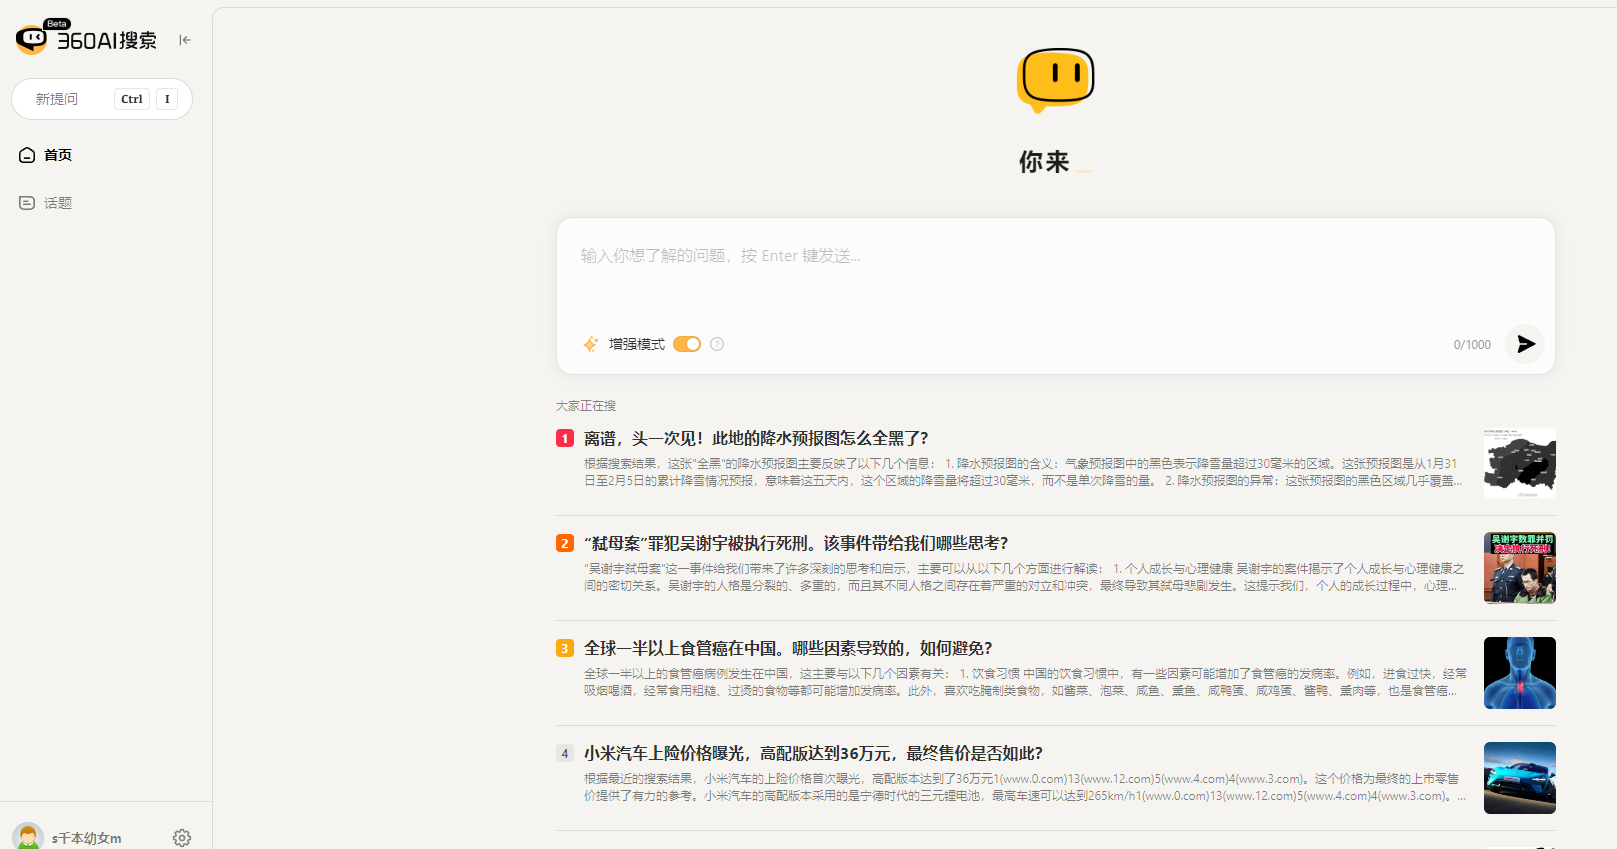 Beta
360AI搜索
新提问 Ctrl I
首页
话题
你来_
输入你想了解的问题，按 Enter 键发送...
增强模式 ?
0/1000
大家正在搜
1 离谱，头一次见！此地的降水预报图怎么全黑了？
根据搜索结果，这张"全黑"的降水预报图主要反映了以下几个信息： 1. 降水预报图的含义：气象预报图中的黑色表示降雪量超过30毫米的区域。这张预报图是从1月31
日至2月5日的累计降雪情况预报，意味着这五天内，这个区域的降雪量将超过30毫米，而不是单次降雪的量。 2. 降水预报图的异常：这张预报图的黑色区域几乎覆盖...
2 “弑母案”罪犯吴谢宇被执行死刑。该事件带给我们哪些思考？
"吴谢宇弑母案"这一事件给我们带来了许多深刻的思考和启示，主要可以从以下几个方面进行解读： 1. 个人成长与心理健康 吴谢宇的案件揭示了个人成长与心理健康之
间的密切关系。吴谢宇的人格是分裂的、多重的，而且其不同人格之间存在着严重的对立和冲突，最终导致其弑母悲剧发生。这提示我们，个人的成长过程中，心理...
吴谢宇数罪并罚
决定执行死刑!
3 全球一半以上食管癌在中国。哪些因素导致的，如何避免？
全球一半以上的食管癌病例发生在中国，这主要与以下几个因素有关： 1. 饮食习惯 中国的饮食习惯中，有一些因素可能增加了食管癌的发病率。例如，进食过快，经常
吸烟喝酒，经常食用粗糙、过烫的食物等都可能增加发病率。此外，喜欢吃腌制类食物，如酱菜、泡菜、咸鱼、熏鱼、咸鸭蛋、咸鸡蛋、酱鸭、熏肉等，也是食管癌...
4 小米汽车上险价格曝光，高配版达到36万元，最终售价是否如此？
根据最近的搜索结果，小米汽车的上险价格首次曝光，高配版本达到了36万元1(www.0.com)13(www.12.com)5(www.4.com)4(www.3.com)。这个价格为最终的上市零售
价提供了有力的参考。小米汽车的高配版本采用的是宁德时代的三元锂电池，最高车速可以达到265km/h1(www.0.com)13(www.12.com)5(www.4.com)4(www.3.com)。 ...
s千本幼女m